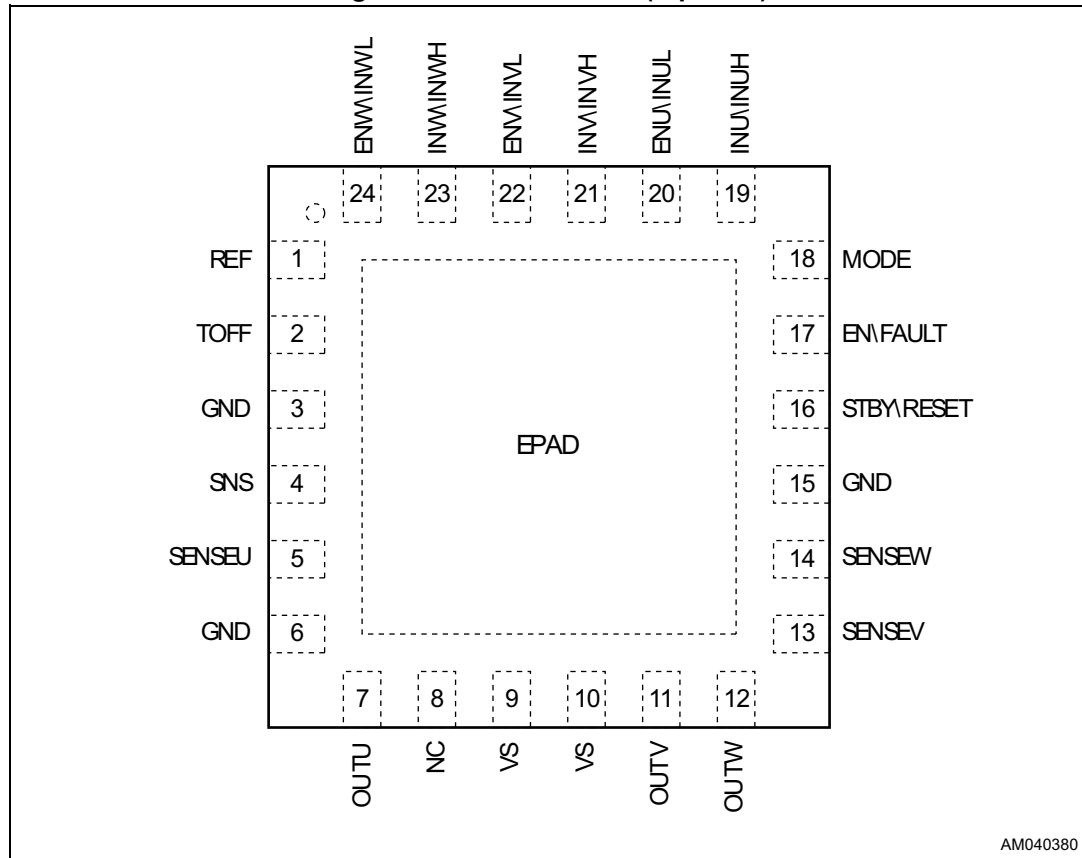 ENW\INWL
INW\INWH
ENV\INVL
INV\INVH
ENU\INUL
INU\INUH
24 23 22 21 20 19
REF 1 18 MODE
TOFF 2 17 EN\FAULT
GND 3 16 STBY\RESET
EPAD
SNS 4 15 GND
SENSEU 5 14 SENSEW
GND 6 13 SENSEV
7 8 9 10 11 12
OUTU
NC
VS
VS
OUTV
OUTW
AM040380